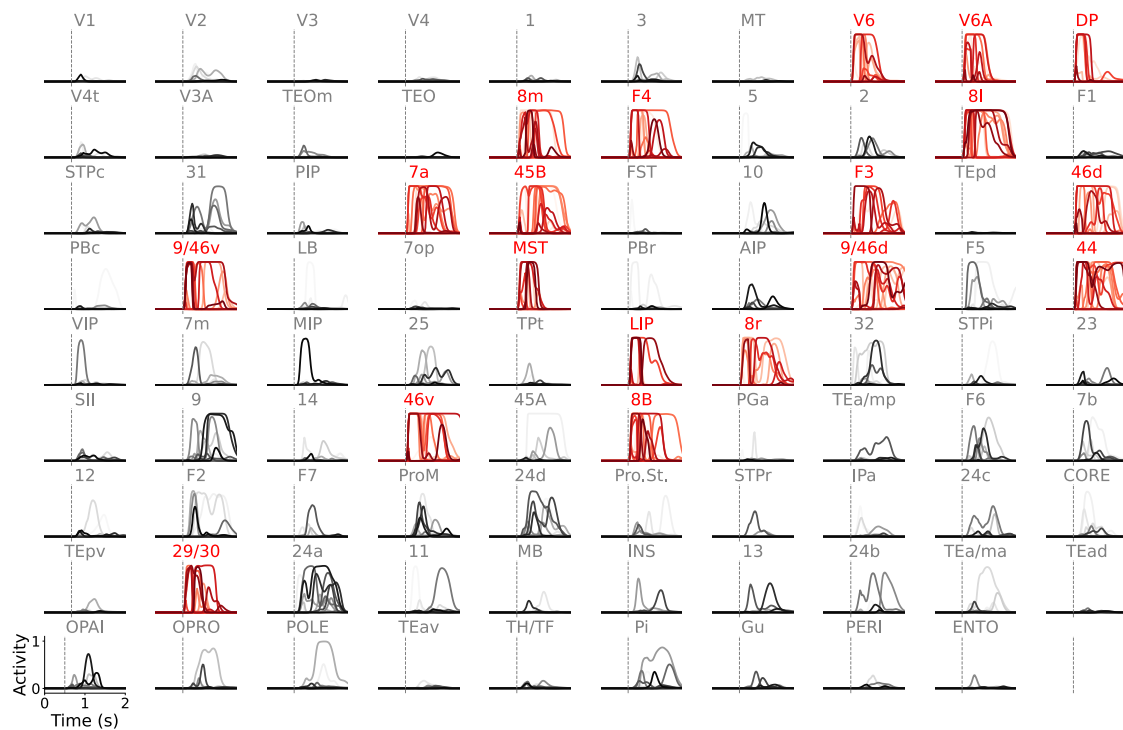 V1 V2 V3 V4 1 3 MT V6 V6A DP
V4t V3A TEOm TEO 8m F4 5 2 8l F1
STPc 31 PIP 7a 45B FST 10 F3 TEpd 46d
PBc 9/46v LB 7op MST PBr AIP 9/46d F5 44
VIP 7m MIP 25 TPt LIP 8r 32 STPi 23
SII 9 14 46v 45A 8B PGa TEa/mp F6 7b
12 F2 F7 ProM 24d Pro.St. STPr IPa 24c CORE
TEpv 29/30 24a 11 MB INS 13 24b TEa/ma TEad
OPAI OPRO POLE TEav TH/TF Pi Gu PERI ENTO
Activity
1
0
0 1 2
Time (s)